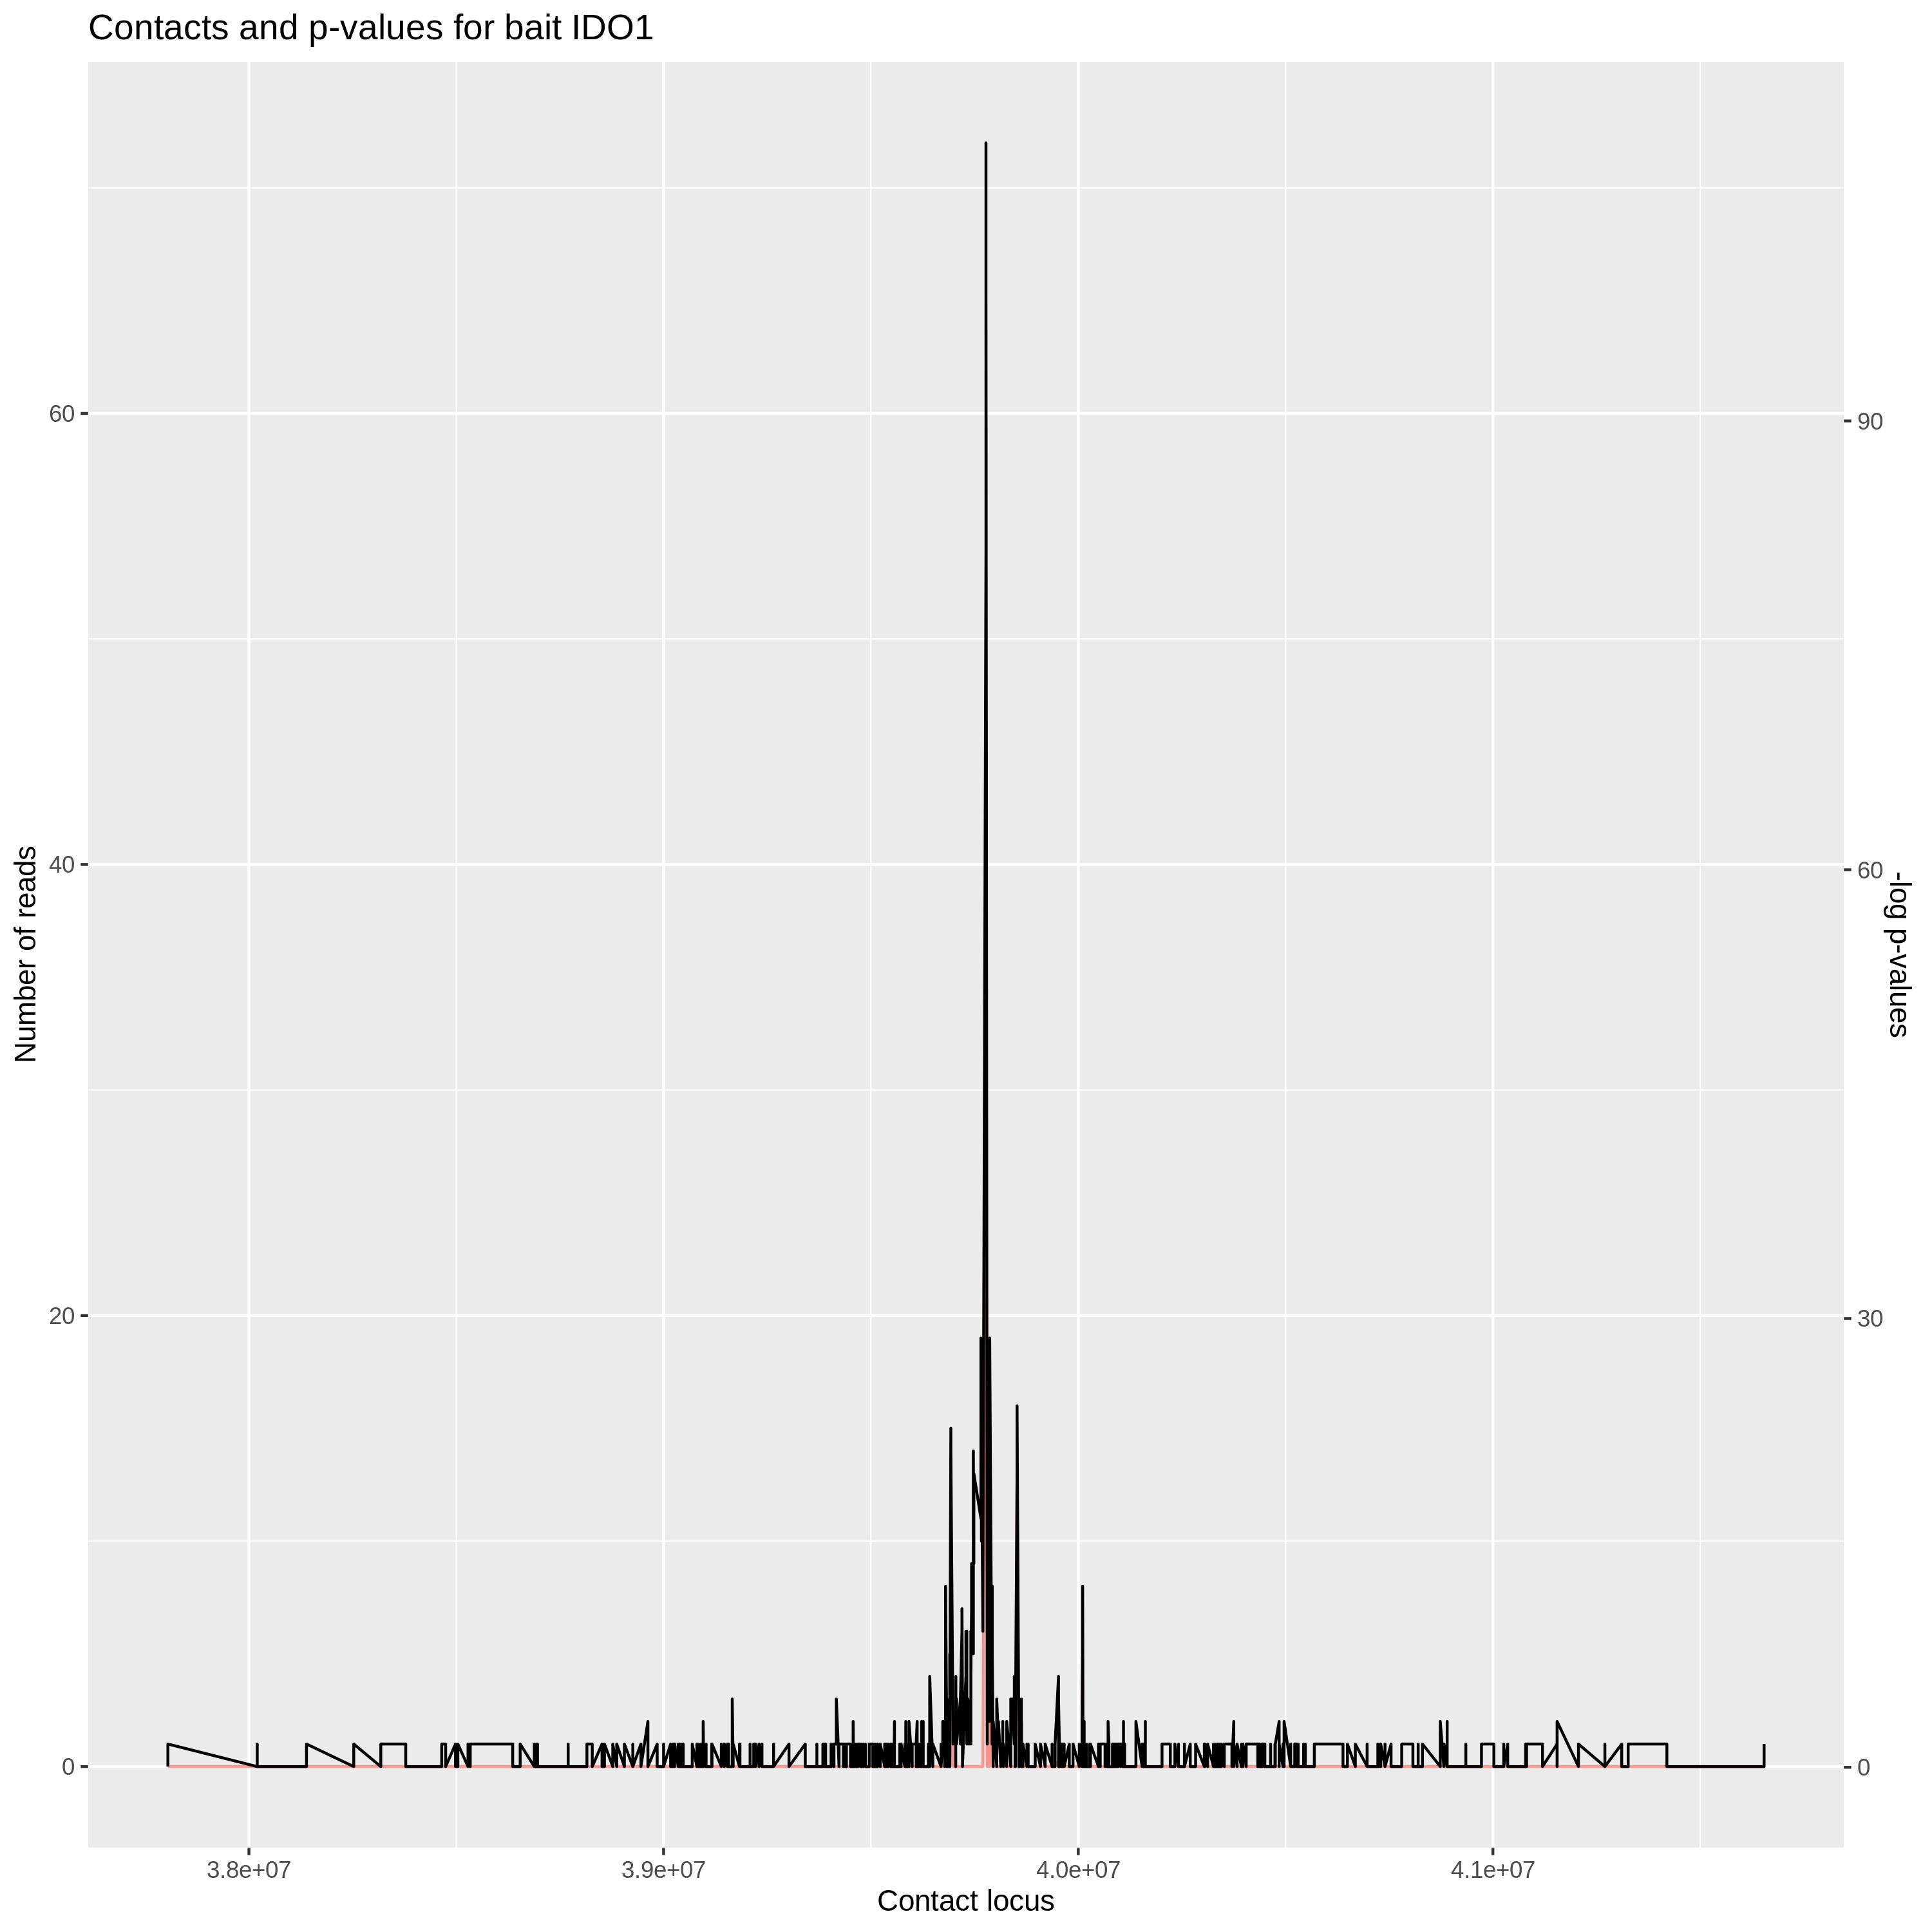 Contacts and p-values for bait IDO1
60
40
20
0
90
60
30
0
Number of reads
-log p-values
3.8e+07
3.9e+07
4.0e+07
4.1e+07
Contact locus